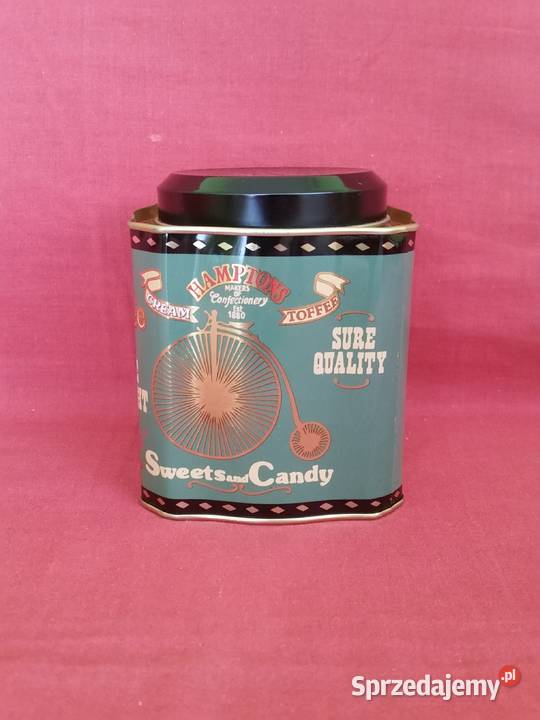 HAMPTONS
MAKERS
OF
Confectionery
Est
1880
CREAM
TOFFEE
SURE
QUALITY
Sweets and Candy
Sprzedajemy.pl